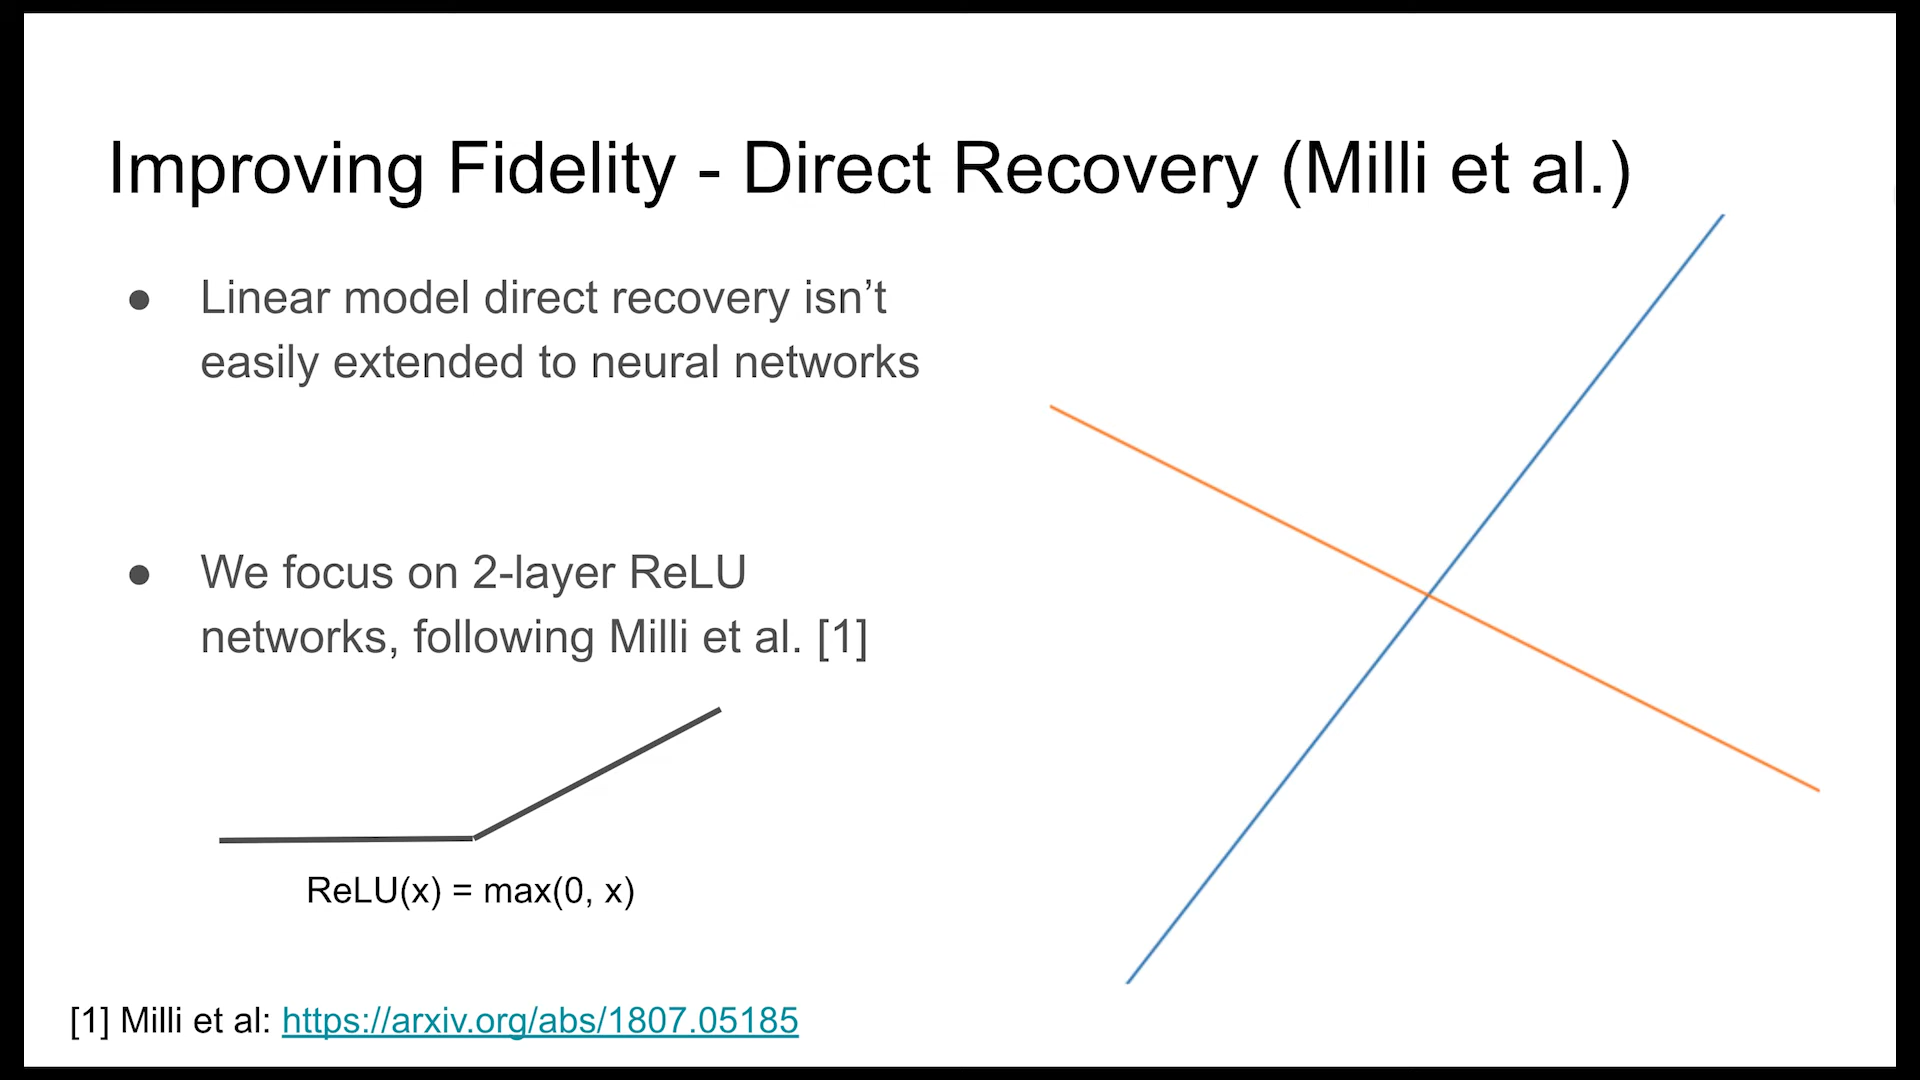 Improving Fidelity - Direct Recovery (Milli et al.)
● Linear model direct recovery isn’t
easily extended to neural networks
● We focus on 2-layer ReLU
networks, following Milli et al. [1]
ReLU(x) = max(0, x)
[1] Milli et al: https://arxiv.org/abs/1807.05185